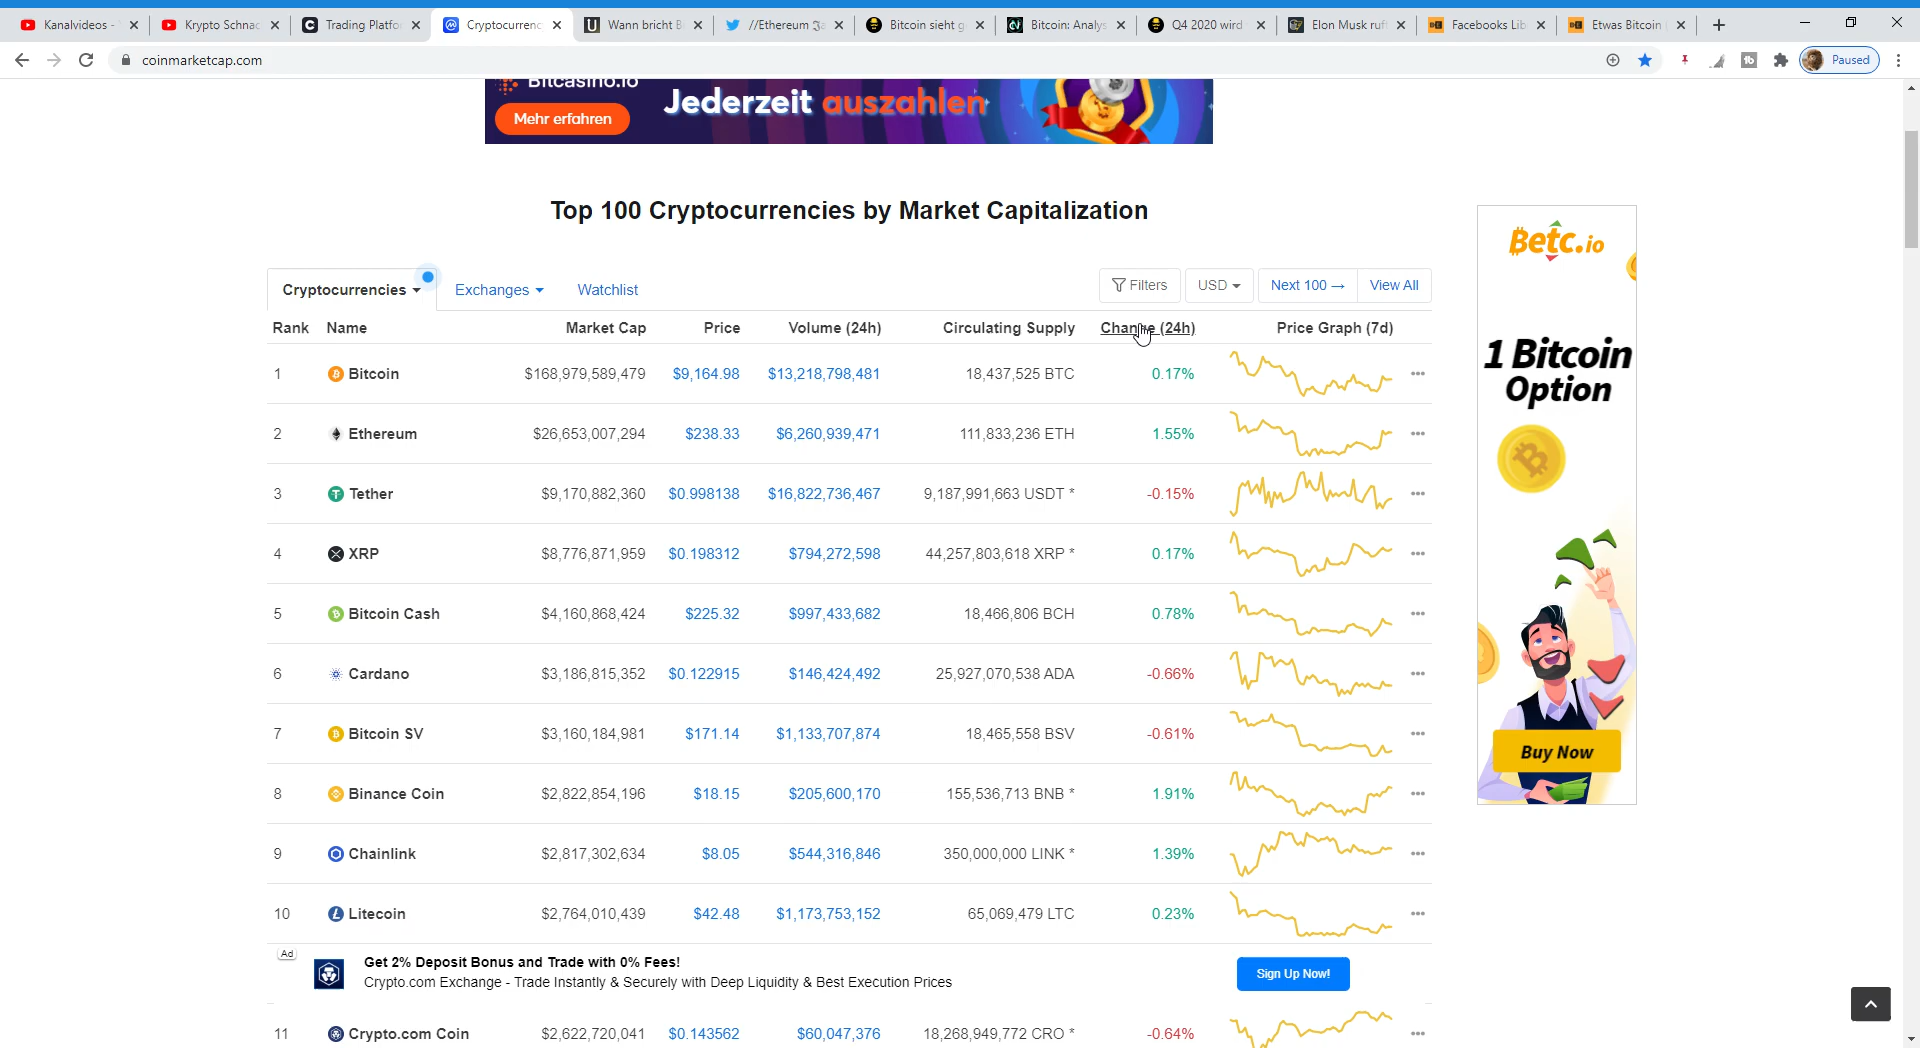 Kanalvideos -
Krypto Schnac
Trading Platfo
Cryptocurrenc
Wann bricht B
//Ethereum
Bitcoin sieht g
Bitcoin: Analys
Q4 2020 wird
Elon Musk ruf
Facebooks Lib
Etwas Bitcoin
coinmarketcap.com
Paused
Bitcasino.io
Mehr erfahren
Jederzeit auszahlen
Top 100 Cryptocurrencies by Market Capitalization
Cryptocurrencies
Exchanges
Watchlist
Filters
USD
Next 100 →
View All
Rank Name Market Cap Price Volume (24h) Circulating Supply Change (24h) Price Graph (7d)
1 Bitcoin $168,979,589,479 $9,164.98 $13,218,798,481 18,437,525 BTC 0.17%
2 Ethereum $26,653,007,294 $238.33 $6,260,939,471 111,833,236 ETH 1.55%
3 Tether $9,170,882,360 $0.998138 $16,822,736,467 9,187,991,663 USDT * -0.15%
4 XRP $8,776,871,959 $0.198312 $794,272,598 44,257,803,618 XRP * 0.17%
5 Bitcoin Cash $4,160,868,424 $225.32 $997,433,682 18,466,806 BCH 0.78%
6 Cardano $3,186,815,352 $0.122915 $146,424,492 25,927,070,538 ADA -0.66%
7 Bitcoin SV $3,160,184,981 $171.14 $1,133,707,874 18,465,558 BSV -0.61%
8 Binance Coin $2,822,854,196 $18.15 $205,600,170 155,536,713 BNB * 1.91%
9 Chainlink $2,817,302,634 $8.05 $544,316,846 350,000,000 LINK * 1.39%
10 Litecoin $2,764,010,439 $42.48 $1,173,753,152 65,069,479 LTC 0.23%
Ad
Get 2% Deposit Bonus and Trade with 0% Fees!
Crypto.com Exchange - Trade Instantly & Securely with Deep Liquidity & Best Execution Prices
Sign Up Now!
11 Crypto.com Coin $2,622,720,041 $0.143562 $60,047,376 18,268,949,772 CRO * -0.64%
Betc.io
1 Bitcoin
Option
Buy Now